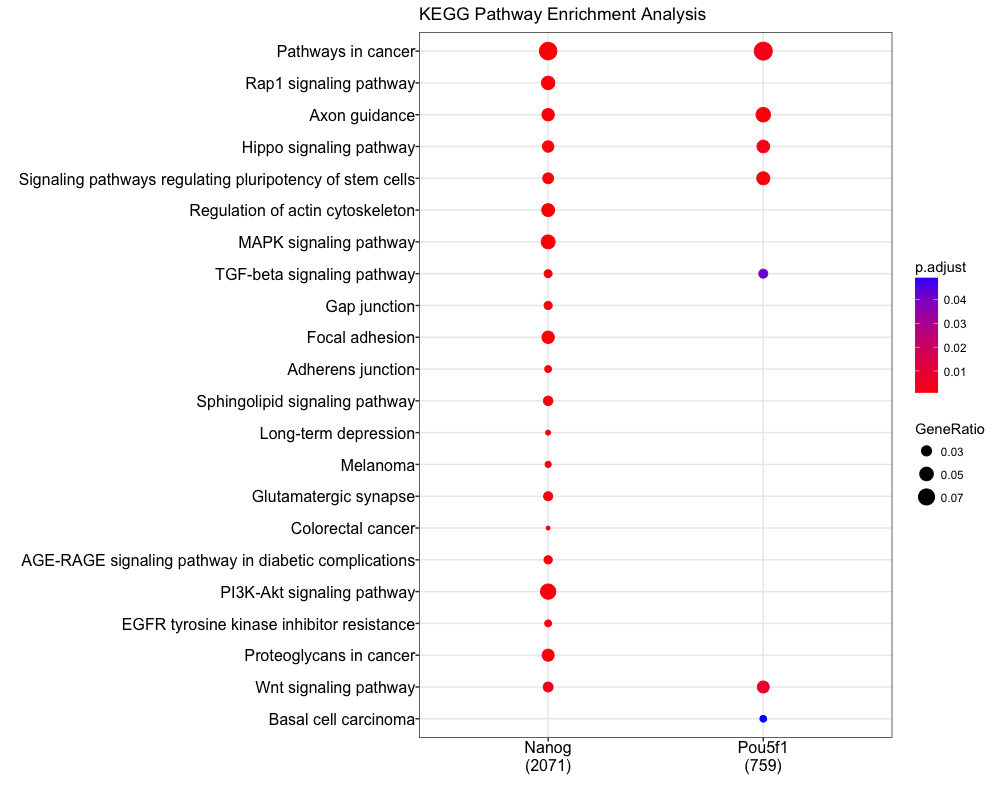 KEGG Pathway Enrichment Analysis
Pathways in cancer
Rap1 signaling pathway
Axon guidance
Hippo signaling pathway
Signaling pathways regulating pluripotency of stem cells
Regulation of actin cytoskeleton
MAPK signaling pathway
TGF-beta signaling pathway
Gap junction
Focal adhesion
Adherens junction
Sphingolipid signaling pathway
Long-term depression
Melanoma
Glutamatergic synapse
Colorectal cancer
AGE-RAGE signaling pathway in diabetic complications
PI3K-Akt signaling pathway
EGFR tyrosine kinase inhibitor resistance
Proteoglycans in cancer
Wnt signaling pathway
Basal cell carcinoma
Nanog
(2071)
Pou5f1
(759)
p.adjust
0.04
0.03
0.02
0.01
GeneRatio
0.03
0.05
0.07